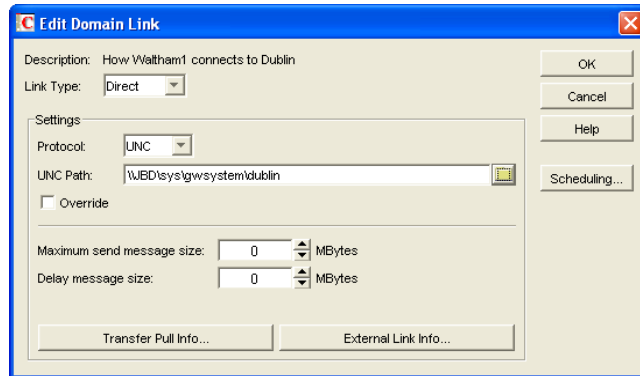 Edit Domain Link
Description: How Waltham1 connects to Dublin
Link Type: Direct
OK
Cancel
Help
Scheduling...
Settings
Protocol: UNC
UNC Path: \\JBD\sys\gwsystem\dublin
Override
Maximum send message size: 0 MBytes
Delay message size: 0 MBytes
Transfer Pull Info... External Link Info...